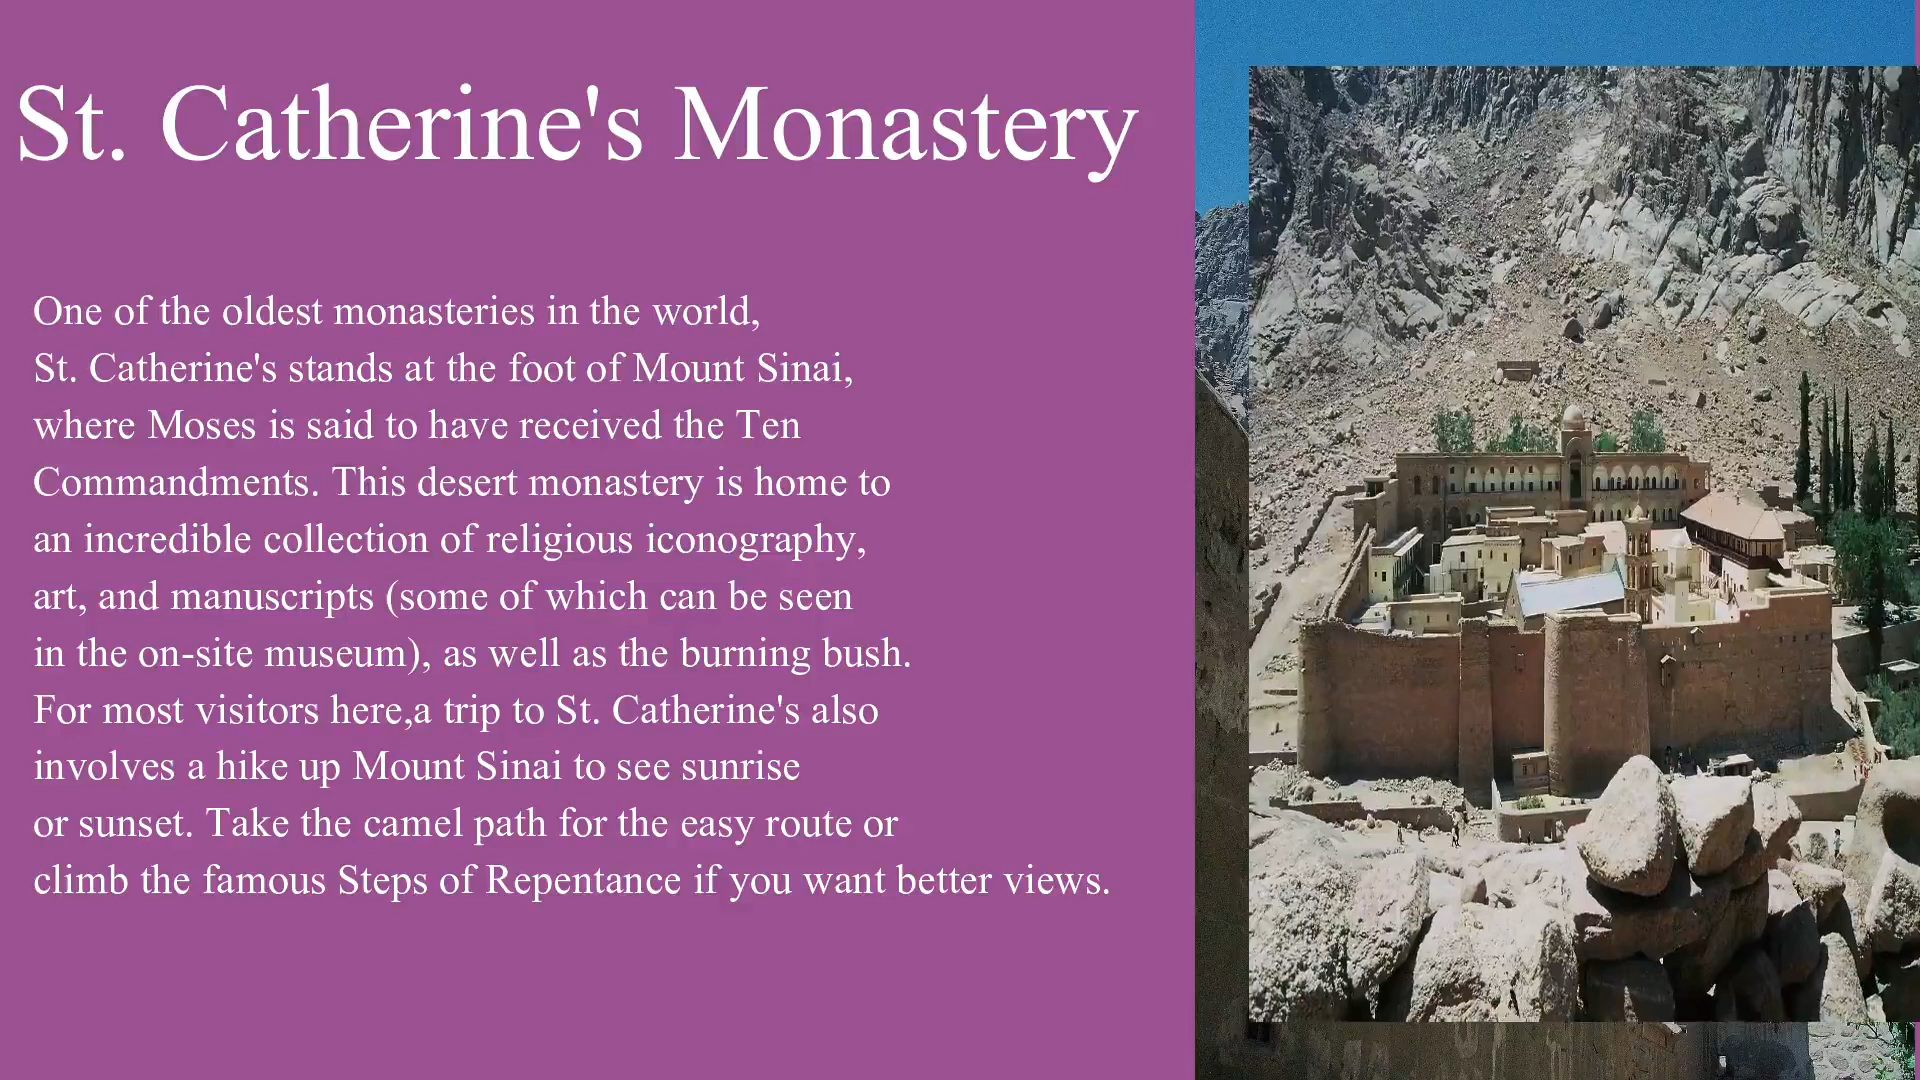 St. Catherine's Monastery
One of the oldest monasteries in the world,
St. Catherine's stands at the foot of Mount Sinai,
where Moses is said to have received the Ten
Commandments. This desert monastery is home to
an incredible collection of religious iconography,
art, and manuscripts (some of which can be seen
in the on-site museum), as well as the burning bush.
For most visitors here,a trip to St. Catherine's also
involves a hike up Mount Sinai to see sunrise
or sunset. Take the camel path for the easy route or
climb the famous Steps of Repentance if you want better views.